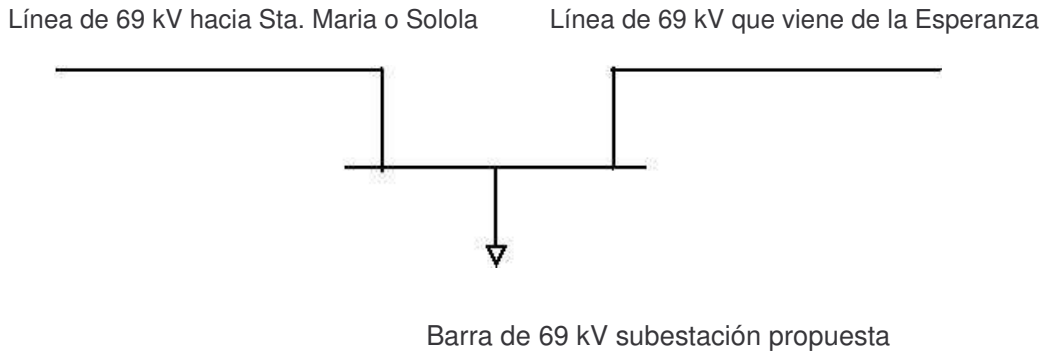 Línea de 69 kV hacia Sta. Maria o Solola
Línea de 69 kV que viene de la Esperanza
Barra de 69 kV subestación propuesta